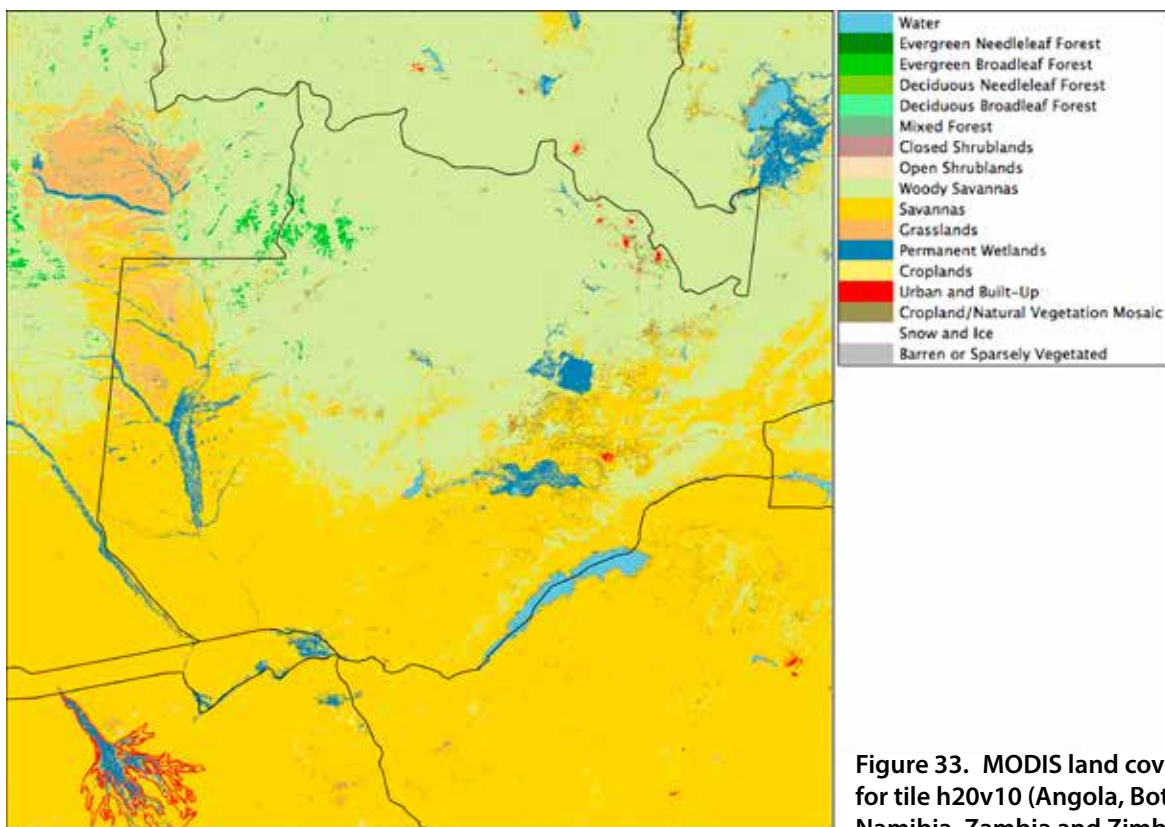 Water
Evergreen Needleleaf Forest
Evergreen Broadleaf Forest
Deciduous Needleleaf Forest
Deciduous Broadleaf Forest
Mixed Forest
Closed Shrublands
Open Shrublands
Woody Savannas
Savannas
Grasslands
Permanent Wetlands
Croplands
Urban and Built-Up
Cropland/Natural Vegetation Mosaic
Snow and Ice
Barren or Sparsely Vegetated
Figure 33. MODIS land cov
for tile h20v10 (Angola, Bot
Namibia, Zambia and Zimb